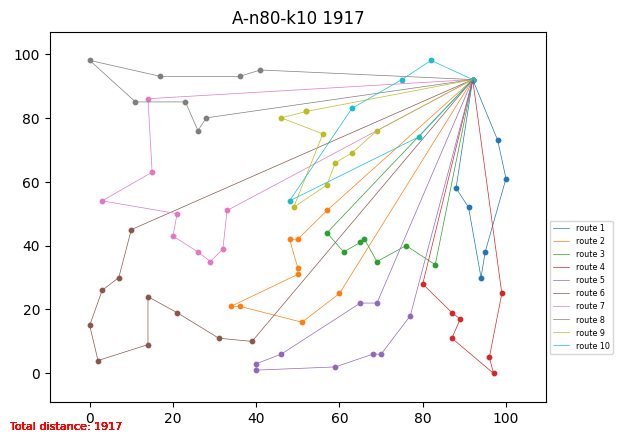 A-n80-k10 1917
100
80
60
40
20
0
0 20 40 60 80 100
route 1
route 2
route 3
route 4
route 5
route 6
route 7
route 8
route 9
route 10
Total distance: 1917